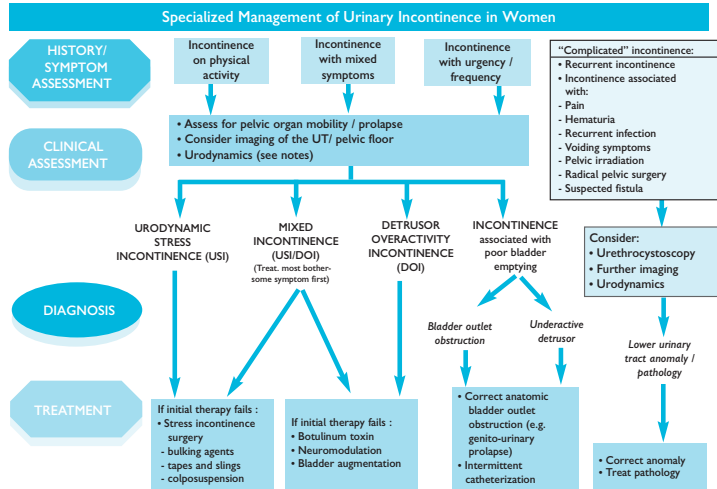 Specialized Management of Urinary Incontinence in Women
HISTORY/
SYMPTOM
ASSESSMENT
Incontinence
on physical
activity
Incontinence
with mixed
symptoms
Incontinence
with urgency /
frequency
“Complicated” incontinence:
• Recurrent incontinence
• Incontinence associated
with:
- Pain
- Hematuria
- Recurrent infection
- Voiding symptoms
- Pelvic irradiation
- Radical pelvic surgery
- Suspected fistula
CLINICAL
ASSESSMENT
• Assess for pelvic organ mobility / prolapse
• Consider imaging of the UT/ pelvic floor
• Urodynamics (see notes)
URODYNAMIC
STRESS
INCONTINENCE (USI)
MIXED
INCONTINENCE
(USI/DOI)
(Treat. most bother-
some symptom first)
DETRUSOR
OVERACTIVITY
INCONTINENCE
(DOI)
INCONTINENCE
associated with
poor bladder
emptying
Consider:
• Urethrocystoscopy
• Further imaging
• Urodynamics
DIAGNOSIS
Bladder outlet
obstruction
Underactive
detrusor
Lower urinary
tract anomaly /
pathology
TREATMENT
If initial therapy fails :
• Stress incontinence
surgery
- bulking agents
- tapes and slings
- colposuspension
If initial therapy fails :
• Botulinum toxin
• Neuromodulation
• Bladder augmentation
• Correct anatomic
bladder outlet
obstruction (e.g.
genito-urinary
prolapse)
• Intermittent
catheterization
• Correct anomaly
• Treat pathology